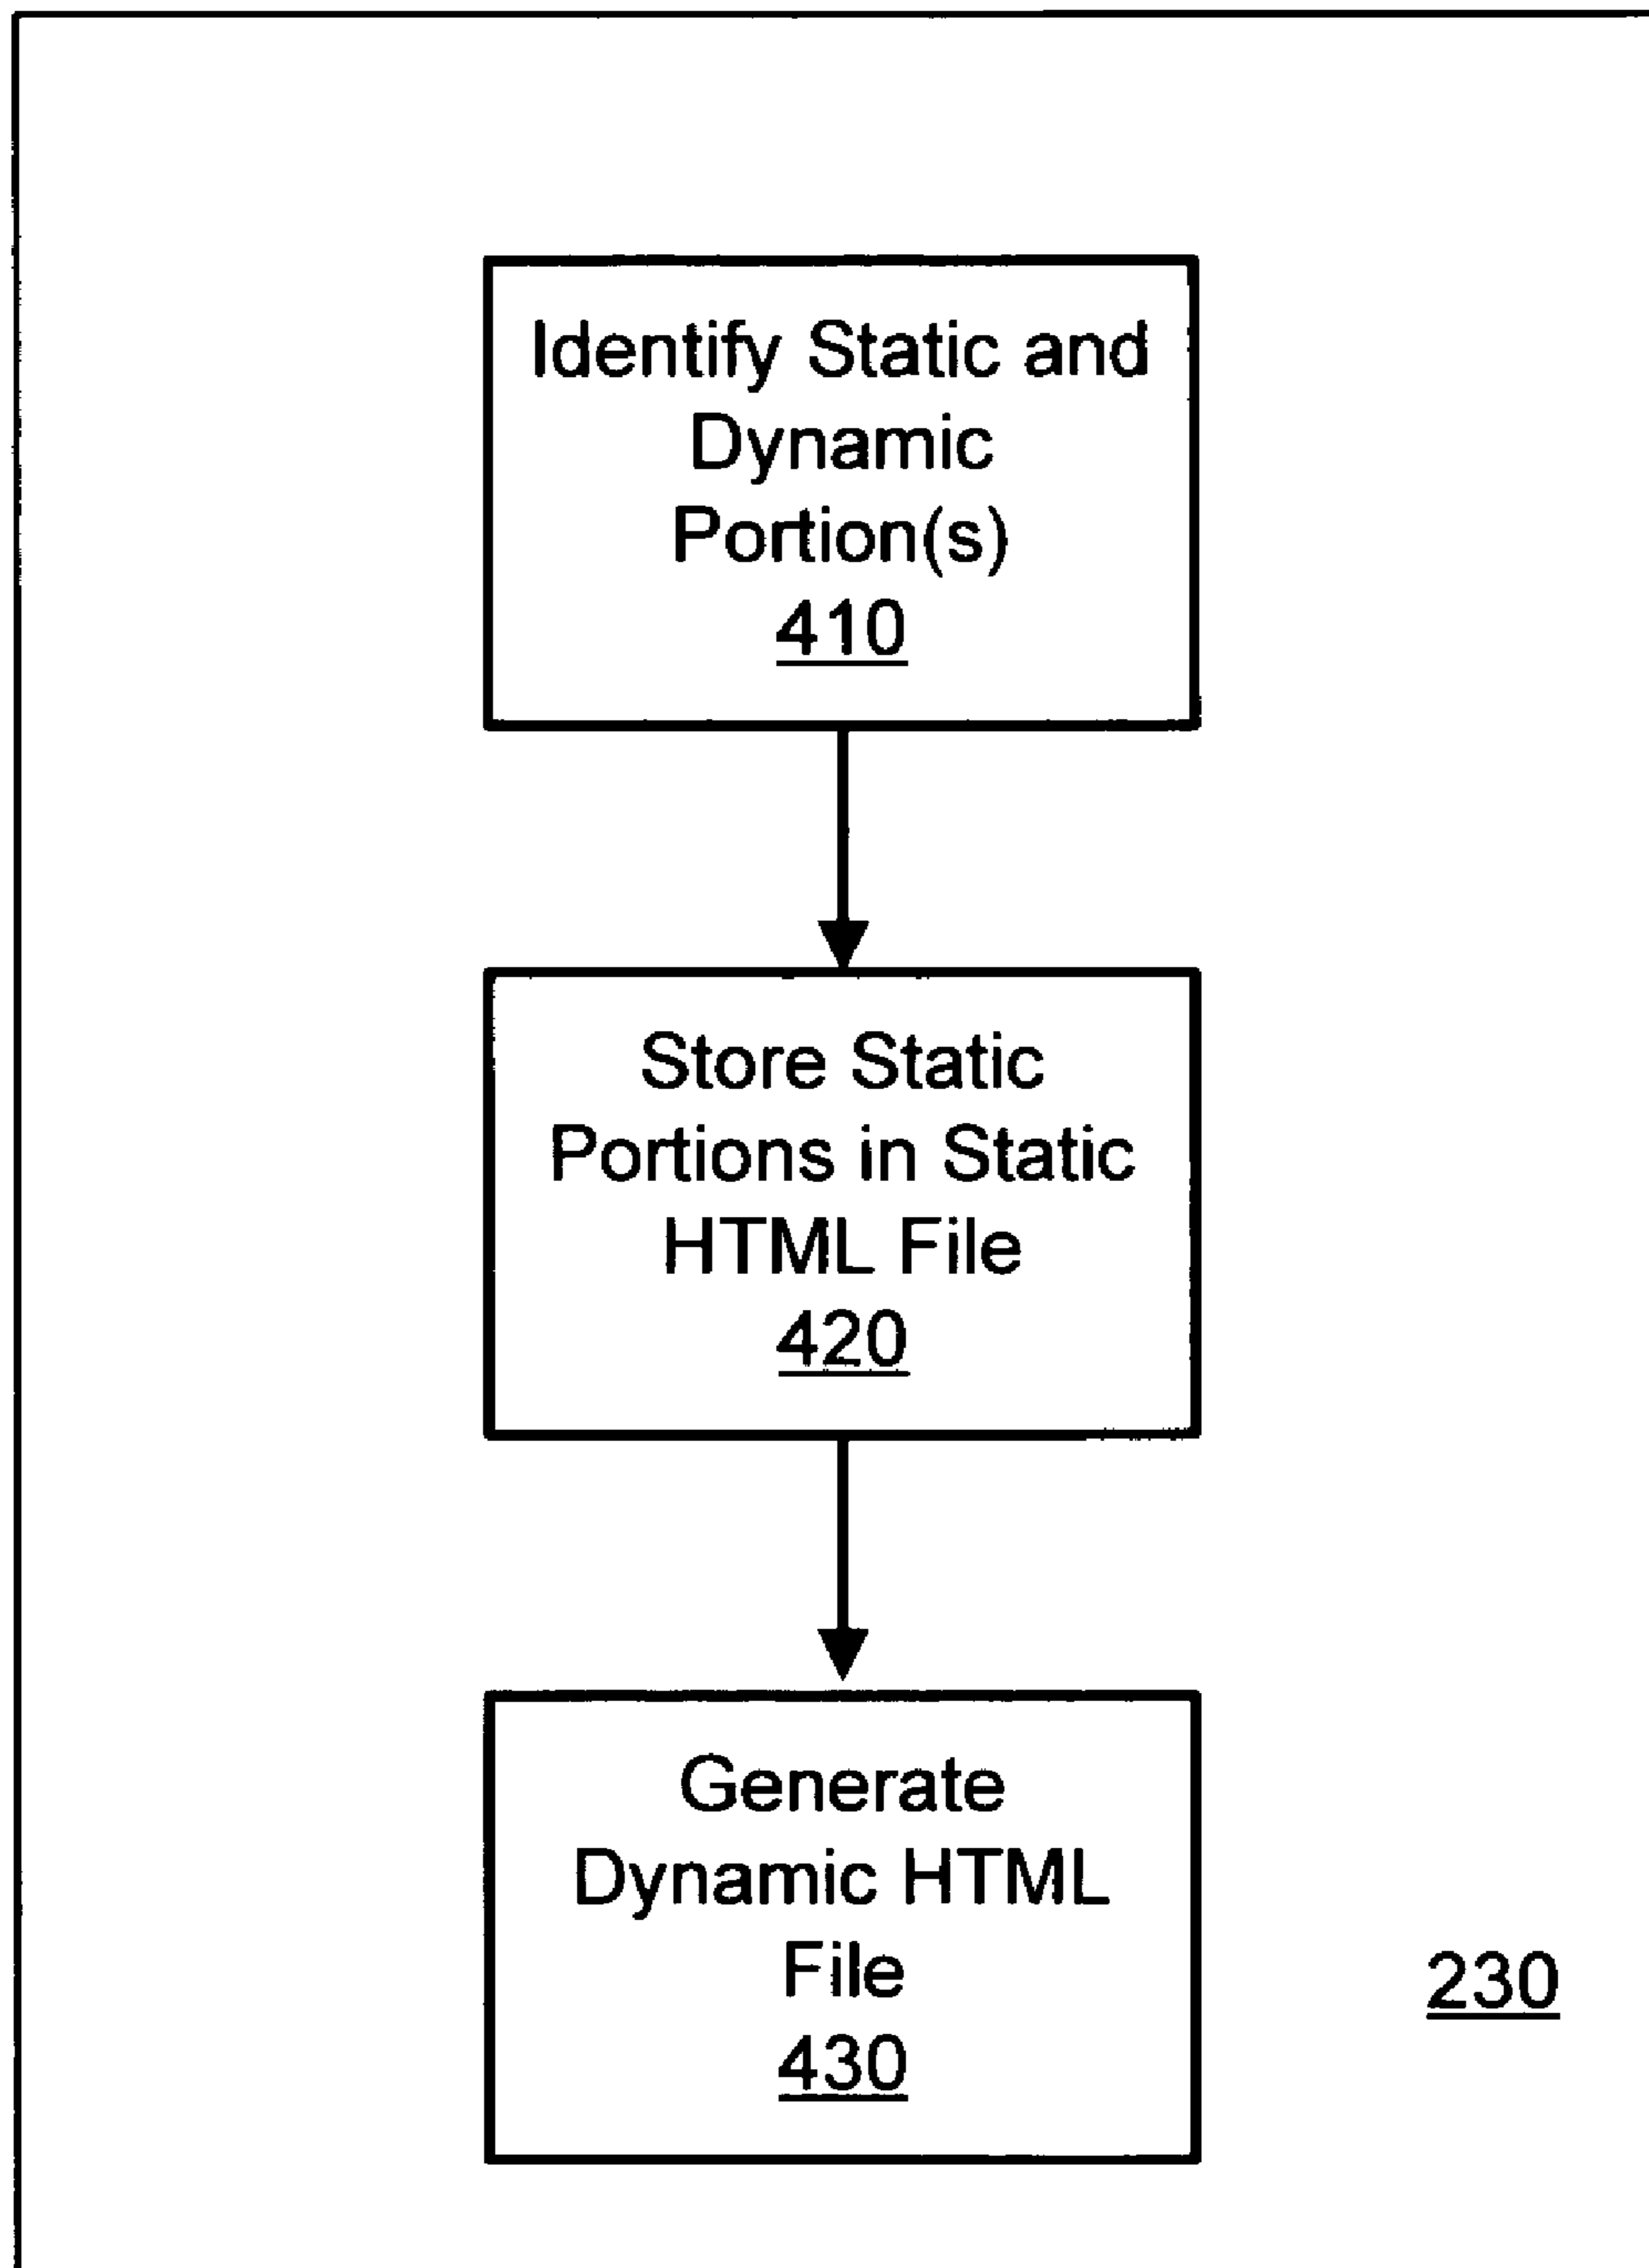 Identify Static and
Dynamic
Portion(s)
410
Store Static
Portions in Static
HTML File
420
Generate
Dynamic HTML
File
430
230